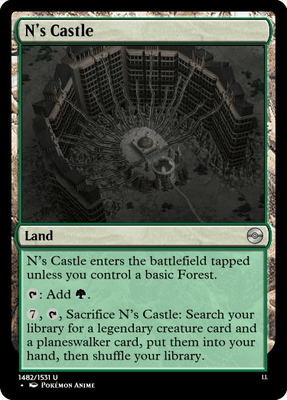 N's Castle
Land
N's Castle enters the battlefield tapped
unless you control a basic Forest.
: Add .
7, , Sacrifice N's Castle: Search your
library for a legendary creature card and
a planeswalker card, put them into your
hand, then shuffle your library.
1482/1531 U
LL
• Pokémon Anime